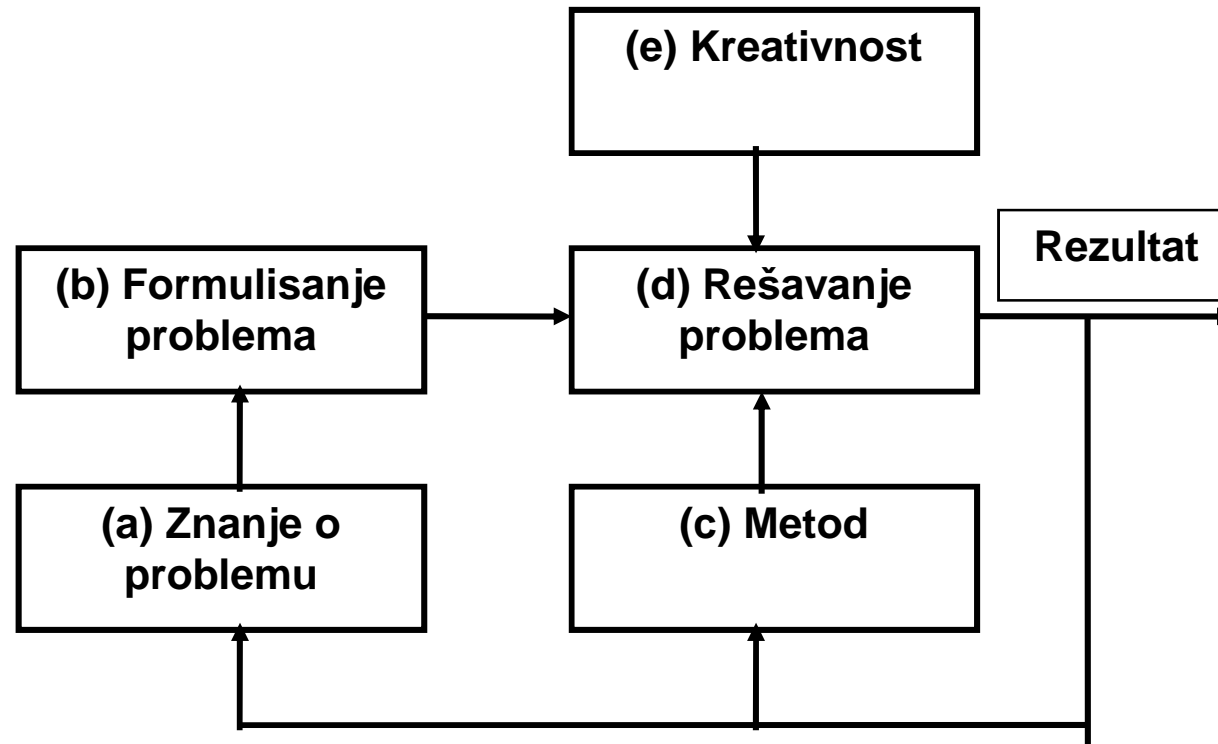 (e) Kreativnost
Rezultat
(b) Formulisanje
problema
(d) Rešavanje
problema
(a) Znanje o
problemu
(c) Metod